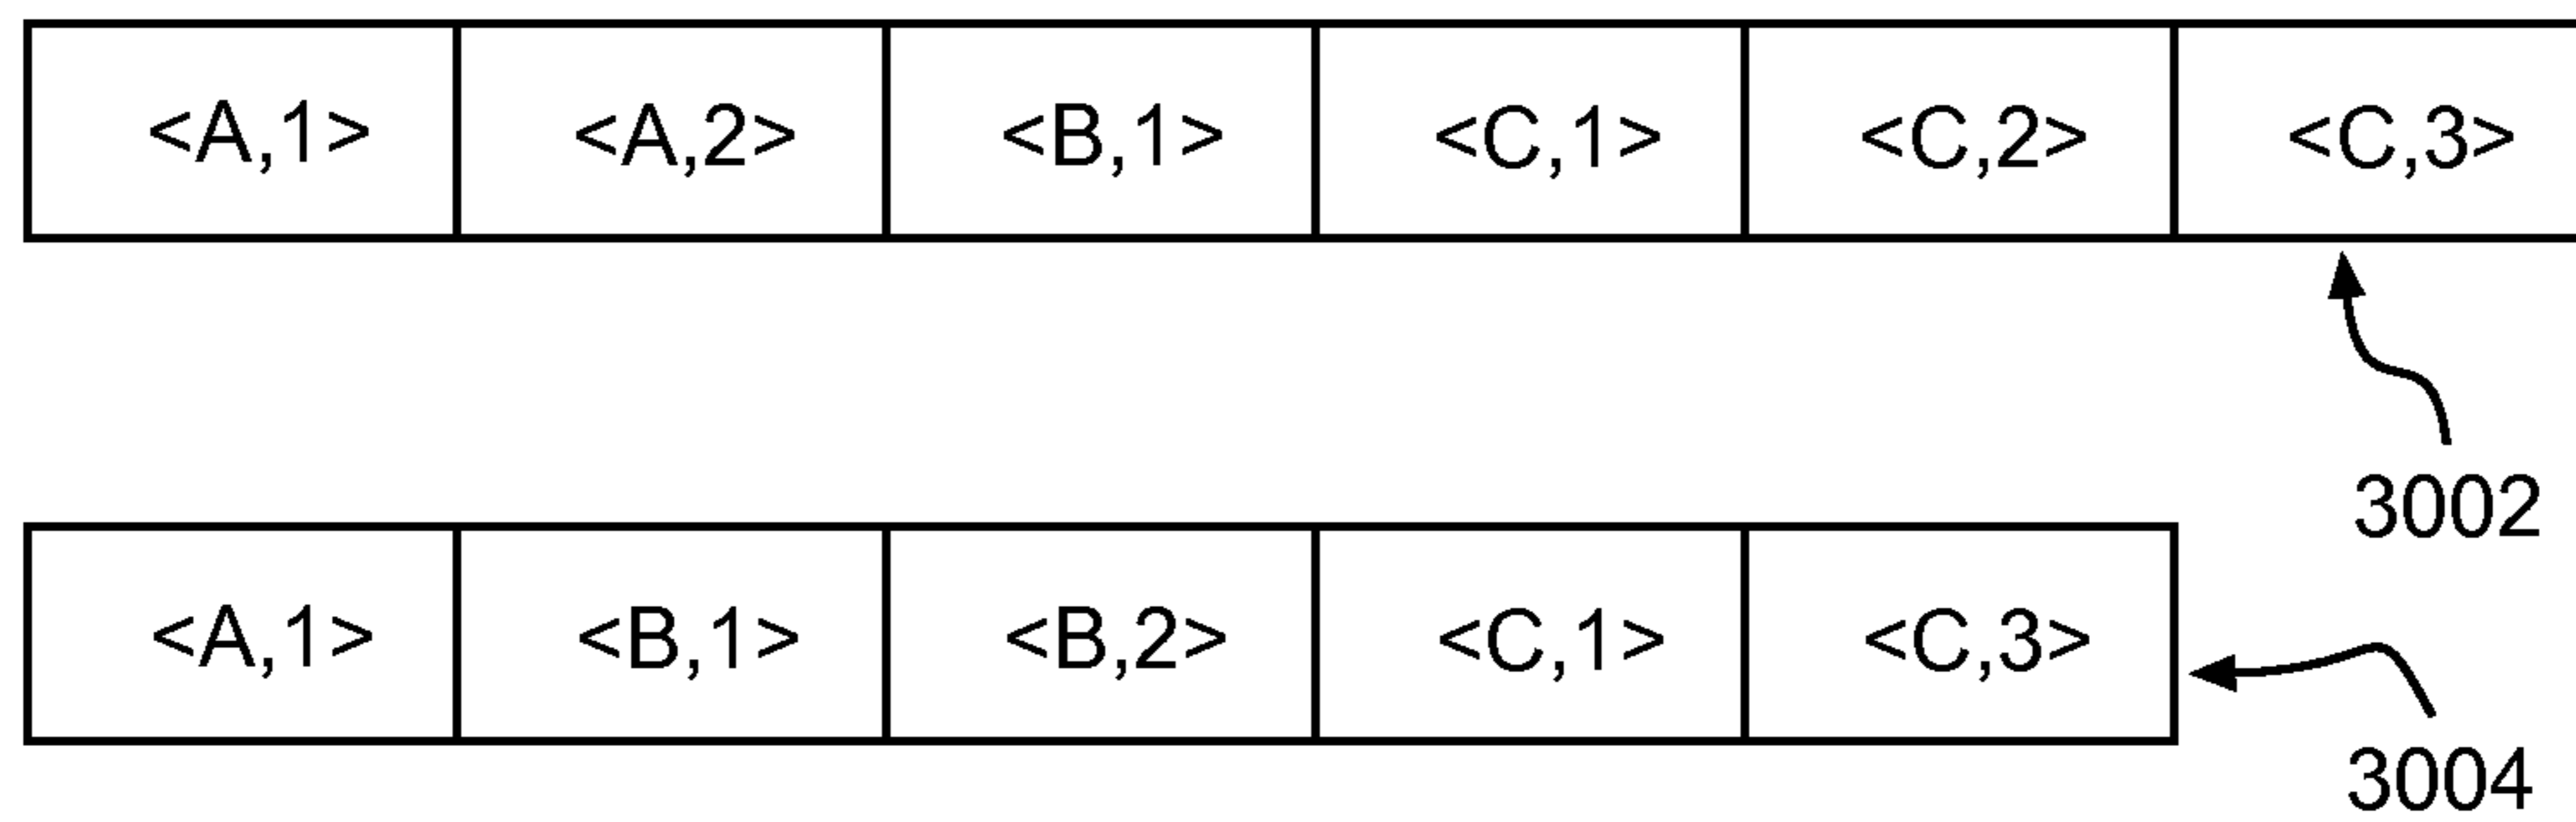 <A,1> <A,2> <B,1> <C,1> <C,2> <C,3>
3002
<A,1> <B,1> <B,2> <C,1> <C,3>
3004